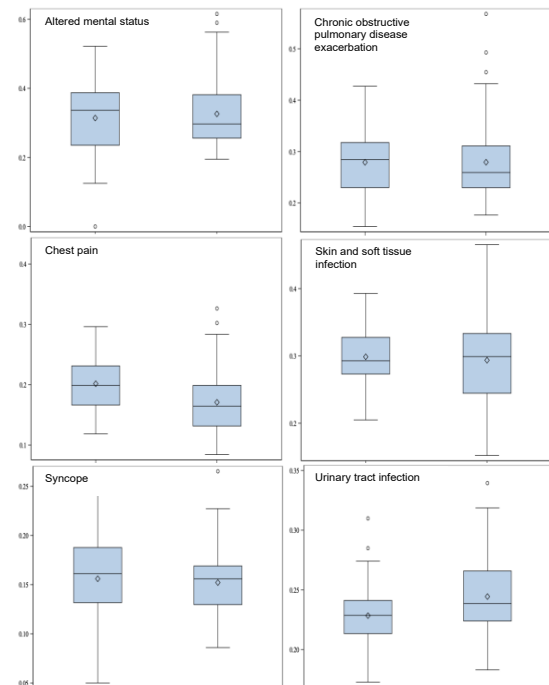 Altered mental status
0.6
0.4
0.2
0.0
Chronic obstructive
pulmonary disease
exacerbation
0.5
0.4
0.3
0.2
Chest pain
0.4
0.3
0.2
0.1
Skin and soft tissue
infection
0.4
0.3
0.2
Syncope
0.25
0.20
0.15
0.10
0.05
Urinary tract infection
0.35
0.30
0.25
0.20